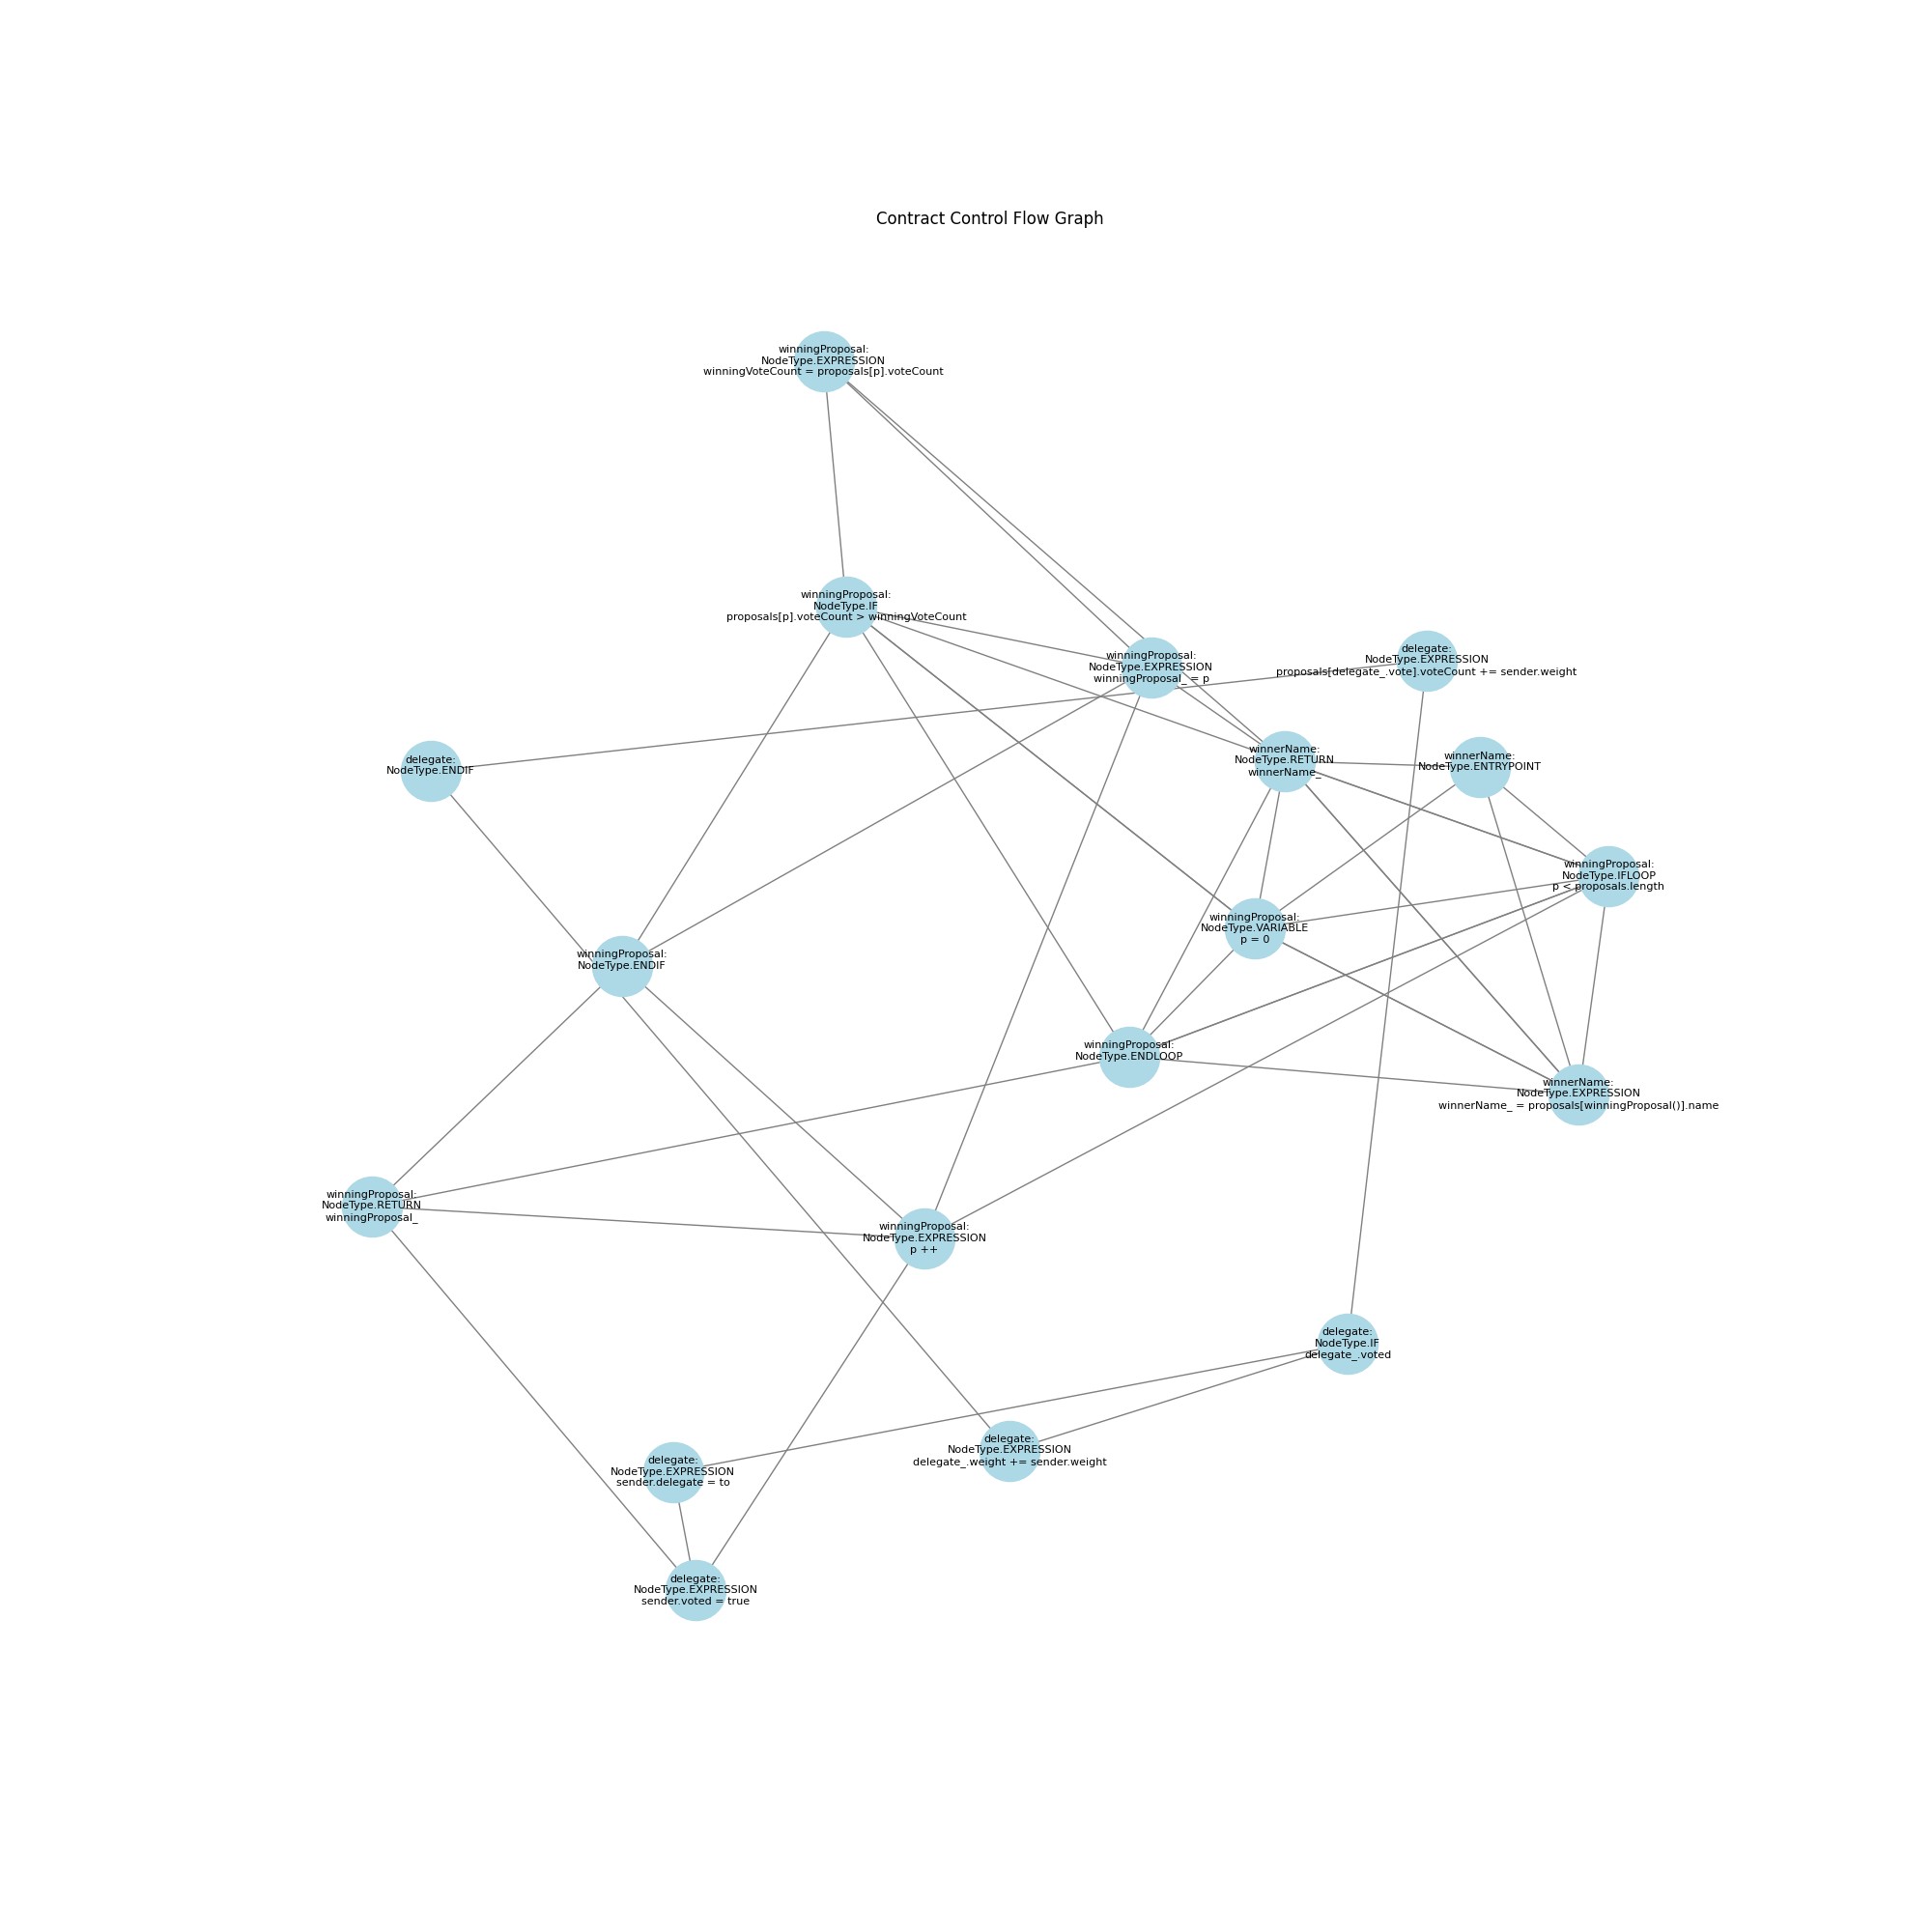 Contract Control Flow Graph
winningProposal:
NodeType.EXPRESSION
winningVoteCount = proposals[p].voteCount
winningProposal:
NodeType.IF
proposals[p].voteCount > winningVoteCount
winningProposal:
NodeType.EXPRESSION
winningProposal_ = p
delegate:
NodeType.EXPRESSION
proposals[delegate_.vote].voteCount += sender.weight
delegate:
NodeType.ENDIF
winnerName:
NodeType.RETURN
winnerName_
winnerName:
NodeType.ENTRYPOINT
winningProposal:
NodeType.IFLOOP
p < proposals.length
winningProposal:
NodeType.VARIABLE
p = 0
winningProposal:
NodeType.ENDIF
winningProposal:
NodeType.ENDLOOP
winnerName:
NodeType.EXPRESSION
winnerName_ = proposals[winningProposal()].name
winningProposal:
NodeType.RETURN
winningProposal_
winningProposal:
NodeType.EXPRESSION
p ++
delegate:
NodeType.IF
delegate_.voted
delegate:
NodeType.EXPRESSION
delegate_.weight += sender.weight
delegate:
NodeType.EXPRESSION
sender.delegate = to
delegate:
NodeType.EXPRESSION
sender.voted = true